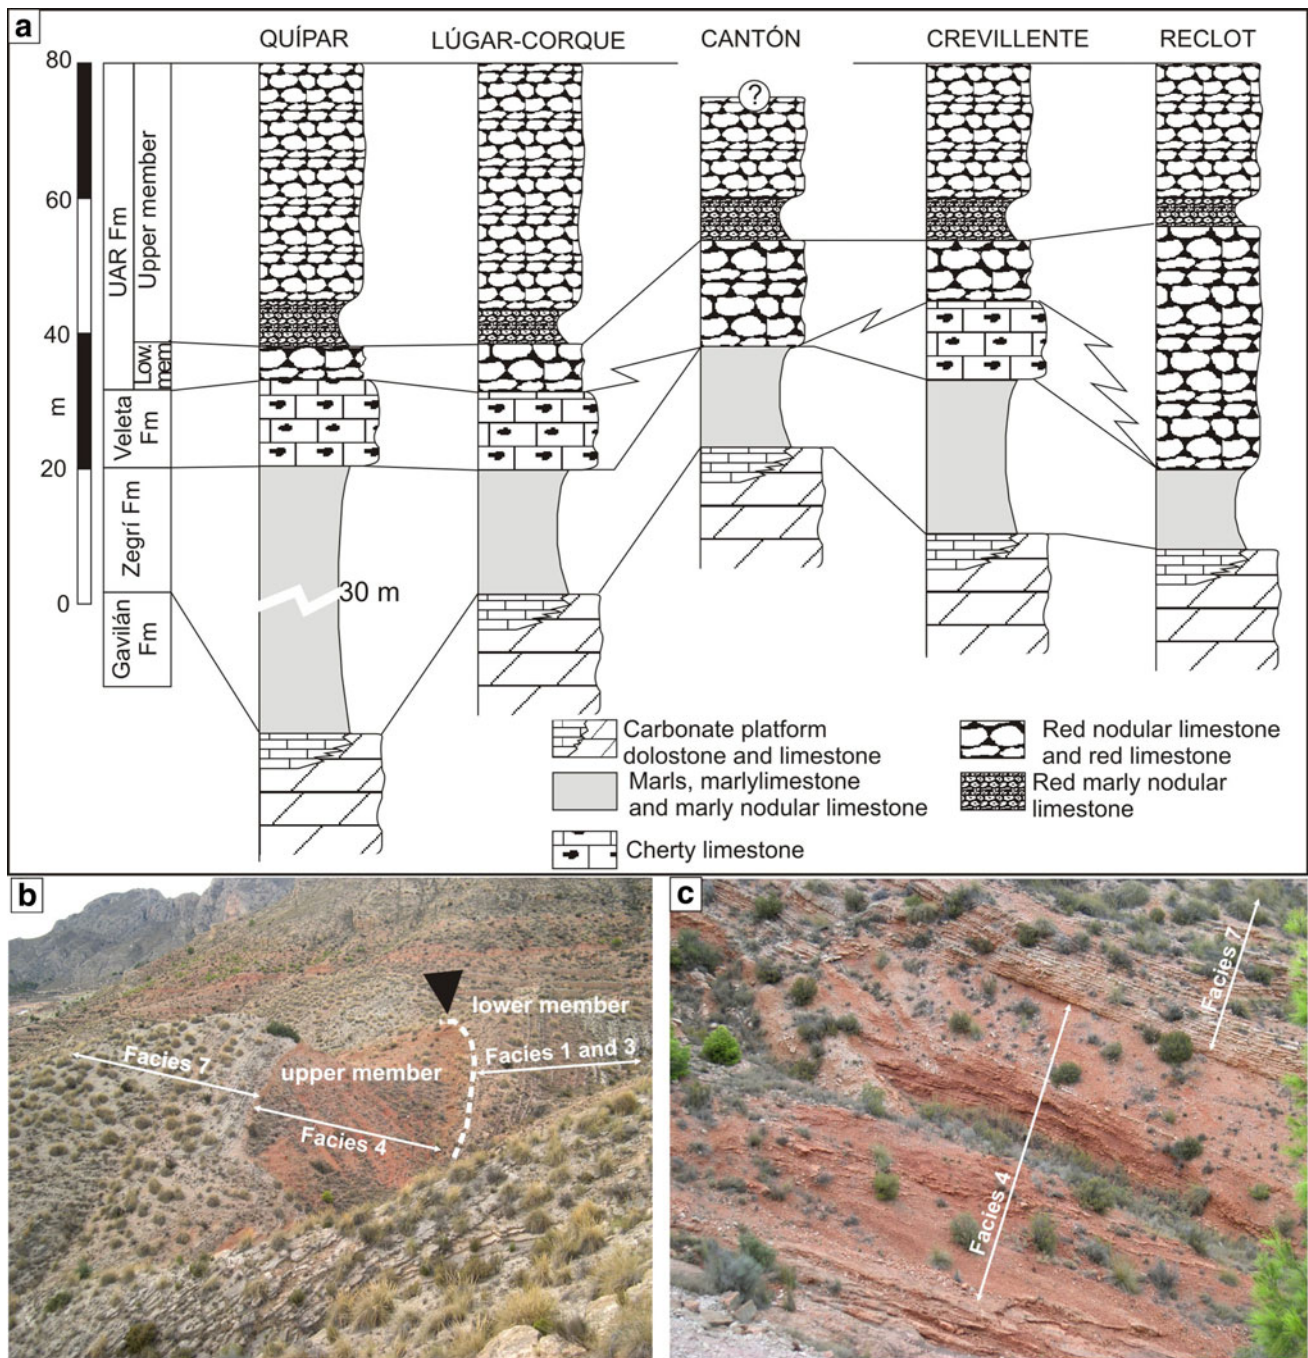 a
QUÍPAR
LÚGAR-CORQUE
CANTÓN
CREVILLENTE
RECLOT
80
60
40
m
20
0
UAR Fm
Upper member
Low.
mem.
Veleta
Fm
Zegrí Fm
Gavilán
Fm
?
30 m
Carbonate platform
dolostone and limestone
Marls, marlylimestone
and marly nodular limestone
Cherty limestone
Red nodular limestone
and red limestone
Red marly nodular
limestone
b
lower member
Facies 7
Facies 1 and 3
upper member
Facies 4
c
Facies 7
Facies 4